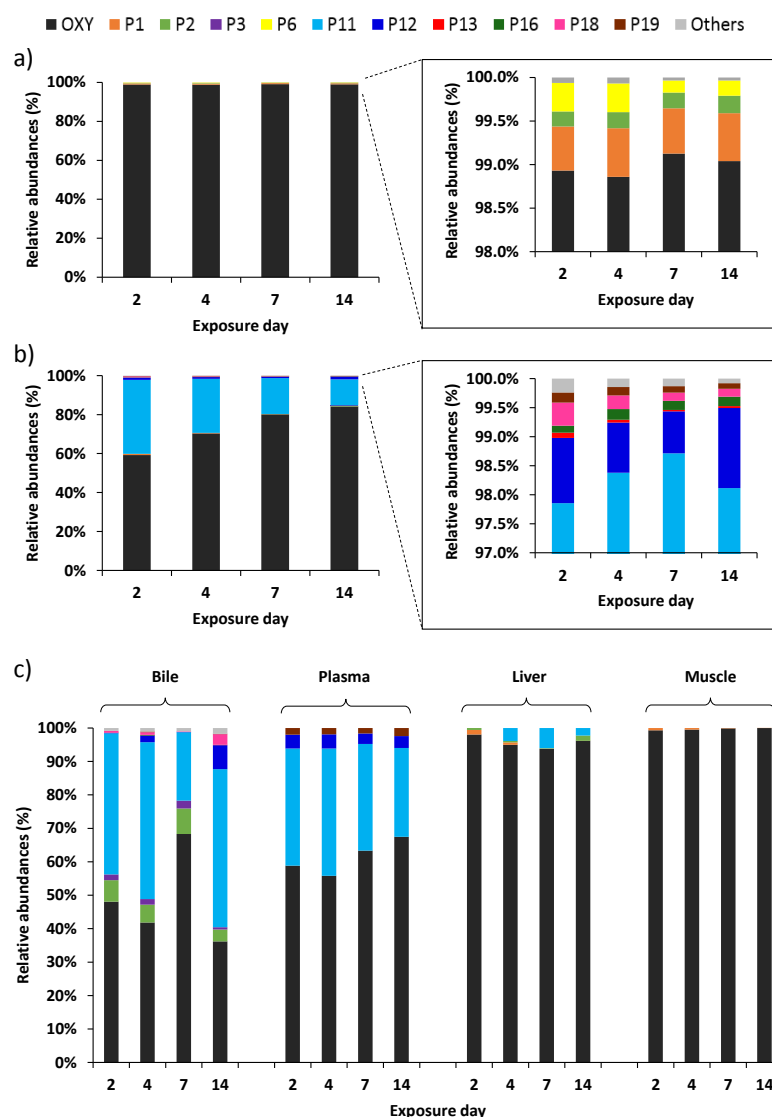 OXY P1 P2 P3 P6 P11 P12 P13 P16 P18 P19 Others
a)
Relative abundances (%)
100%
80%
60%
40%
20%
0%
2 4 7 14
Exposure day
Relative abundances (%)
100.0%
99.5%
99.0%
98.5%
98.0%
2 4 7 14
Exposure day
b)
Relative abundances (%)
100%
80%
60%
40%
20%
0%
2 4 7 14
Exposure day
Relative abundances (%)
100.0%
99.5%
99.0%
98.5%
98.0%
97.5%
97.0%
2 4 7 14
Exposure day
c)
Bile Plasma Liver Muscle
Relative abundances (%)
100%
90%
80%
70%
60%
50%
40%
30%
20%
10%
0%
2 4 7 14 2 4 7 14 2 4 7 14 2 4 7 14
Exposure day